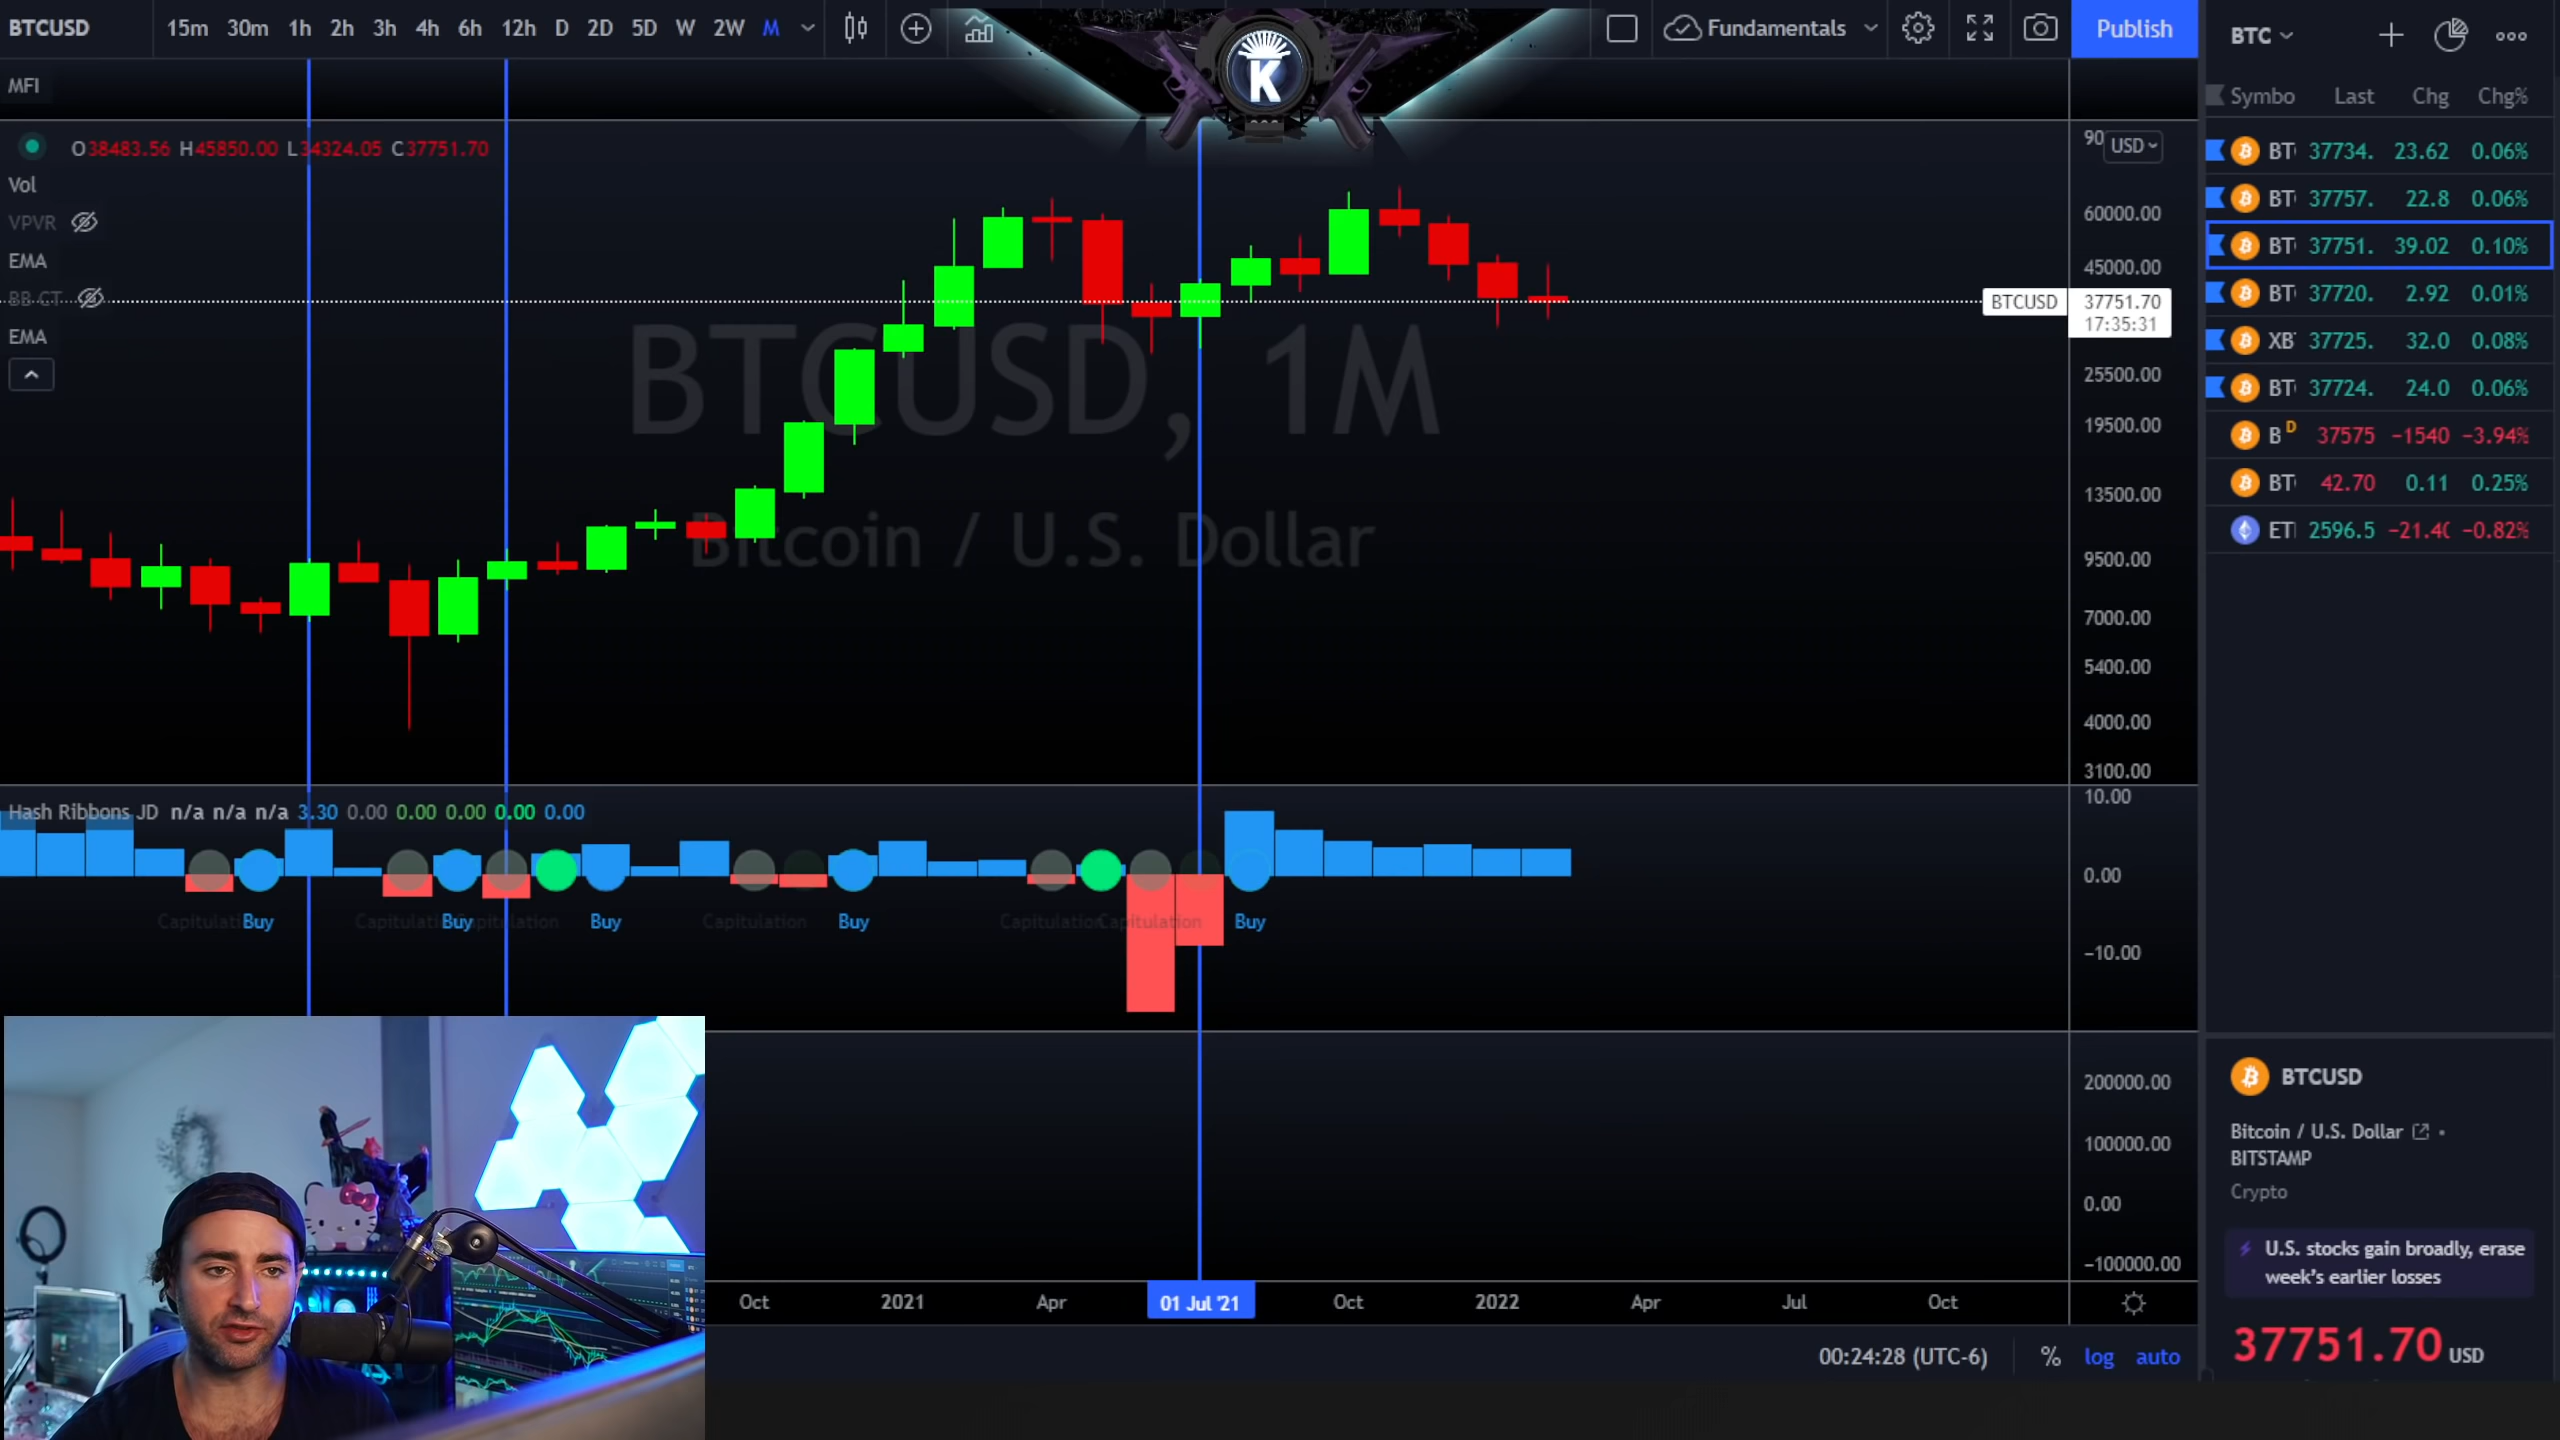 BTCUSD 15m 30m 1h 2h 3h 4h 6h 12h D 2D 5D W 2W M Fundamentals Publish BTC
K
MFI
Symbo Last Chg Chg%
O38483.56 H45850.00 L34324.05 C37751.70
USD
Vol
VPVR
EMA
BB CT
EMA
BTCUSD, 1M
Bitcoin / U.S. Dollar
90
60000.00
45000.00
BTCUSD 37751.70
17:35:31
25500.00
19500.00
13500.00
9500.00
7000.00
5400.00
4000.00
3100.00
BT 37734. 23.62 0.06%
BT 37757. 22.8 0.06%
BT 37751. 39.02 0.10%
BT 37720. 2.92 0.01%
XB 37725. 32.0 0.08%
BT 37724. 24.0 0.06%
B D 37575 −1540 −3.94%
BT 42.70 0.11 0.25%
ET 2596.5 −21.4 −0.82%
Hash Ribbons JD n/a n/a n/a 3.30 0.00 0.00 0.00 0.00 0.00
10.00
0.00
−10.00
Capitulati Buy Capitulati Buy pitulation Buy Capitulation Buy Capitulation Capitulation Buy
200000.00
100000.00
0.00
−100000.00
Oct 2021 Apr 01 Jul '21 Oct 2022 Apr Jul Oct
00:24:28 (UTC-6) % log auto
BTCUSD
Bitcoin / U.S. Dollar
BITSTAMP
Crypto
U.S. stocks gain broadly, erase
week's earlier losses
37751.70 USD